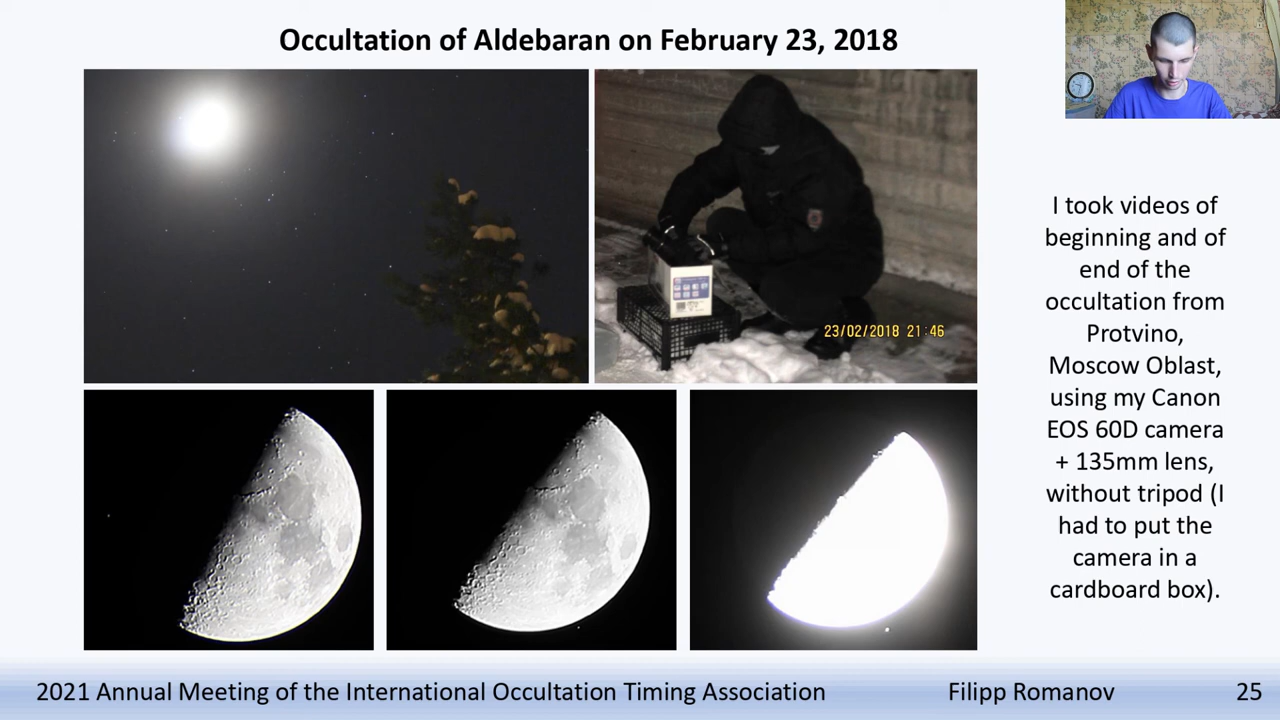 Occultation of Aldebaran on February 23, 2018
23/02/2018 21:46
I took videos of
beginning and of
end of the
occultation from
Protvino,
Moscow Oblast,
using my Canon
EOS 60D camera
+ 135mm lens,
without tripod (I
had to put the
camera in a
cardboard box).
2021 Annual Meeting of the International Occultation Timing Association
Filipp Romanov
25